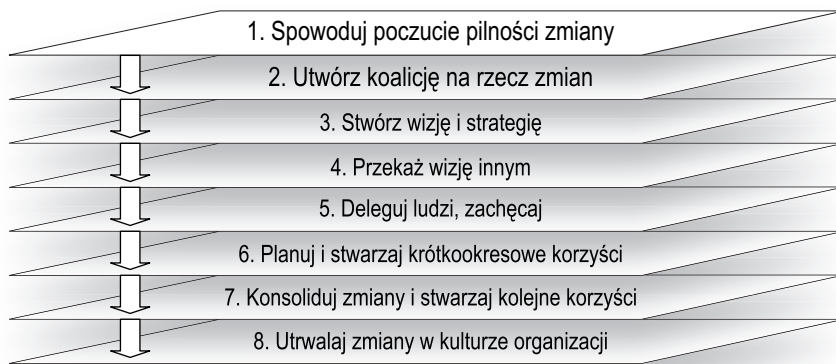 1. Spowoduj poczucie pilności zmiany
2. Utwórz koalicję na rzecz zmian
3. Stwórz wizję i strategię
4. Przekaż wizję innym
5. Deleguj ludzi, zachęcaj
6. Planuj i stwarzaj krótkookresowe korzyści
7. Konsoliduj zmiany i stwarzaj kolejne korzyści
8. Utrwalaj zmiany w kulturze organizacji